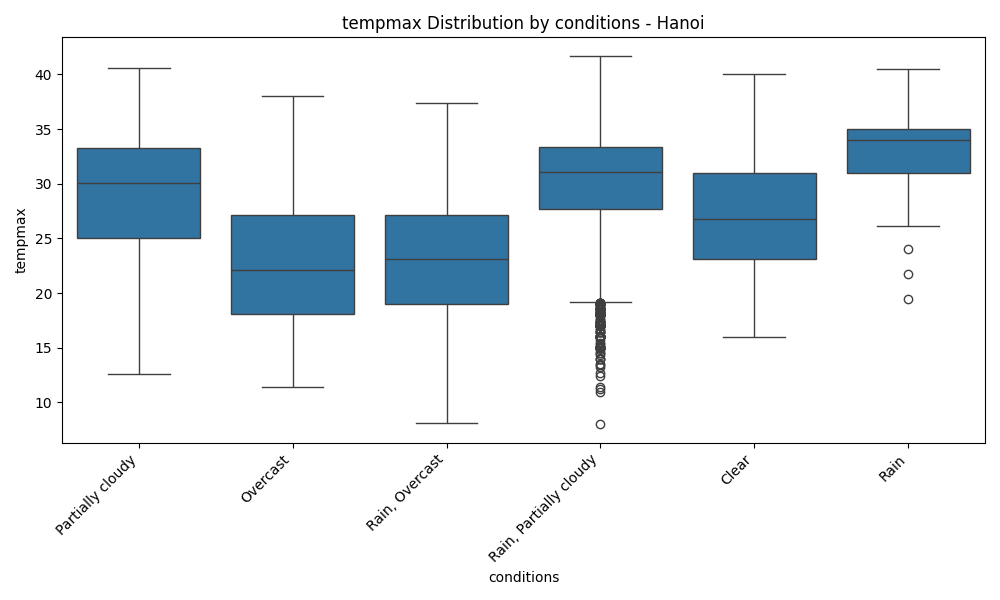 tempmax Distribution by conditions - Hanoi
tempmax
40
35
30
25
20
15
10
Partially cloudy
Overcast
Rain, Overcast
Rain, Partially cloudy
Clear
Rain
conditions